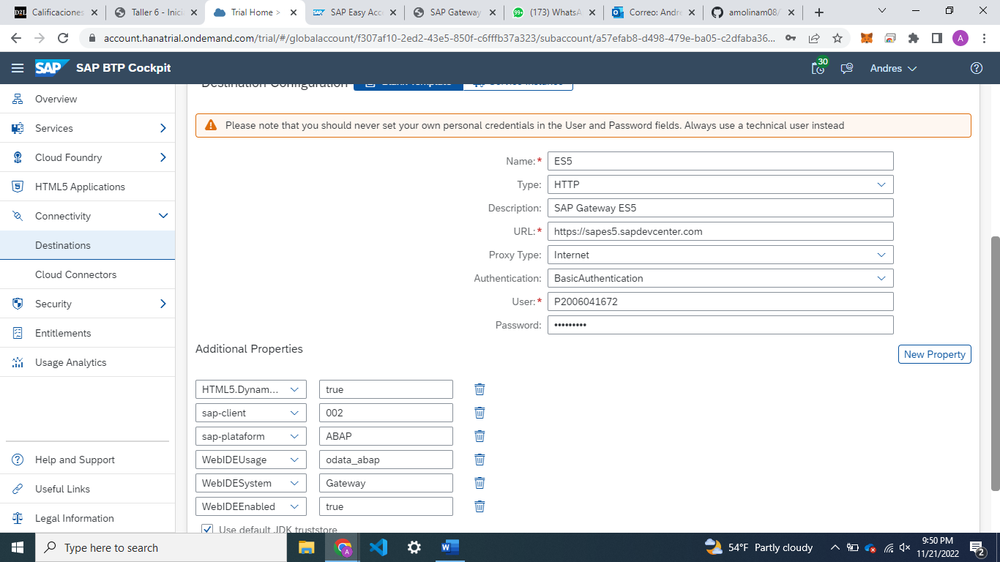 Calificaciones
Taller 6 - Inici
Trial Home >
SAP Easy Acc
SAP Gateway
(173) WhatsA
Correo: Andre
amolinam08/
account.hanatrial.ondemand.com/trial/#/globalaccount/f307af10-2ed2-43e5-850f-c6fffb37a323/subaccount/a57efab8-d498-479e-ba05-c2dfaba36...
A
SAP SAP BTP Cockpit
30
Andres
Overview
Services
Cloud Foundry
HTML5 Applications
Connectivity
Destinations
Cloud Connectors
Security
Entitlements
Usage Analytics
Help and Support
Useful Links
Legal Information
Destination Configuration Blank Template Service Instance
Please note that you should never set your own personal credentials in the User and Password fields. Always use a technical user instead
Name:* ES5
Type: HTTP
Description: SAP Gateway ES5
URL:* https://sapes5.sapdevcenter.com
Proxy Type: Internet
Authentication: BasicAuthentication
User:* P2006041672
Password: •••••••••
Additional Properties
New Property
HTML5.Dynam... true
sap-client 002
sap-plataform ABAP
WebIDEUsage odata_abap
WebIDESystem Gateway
WebIDEEnabled true
Use default JDK truststore
Type here to search
54°F Partly cloudy
9:50 PM
11/21/2022
2